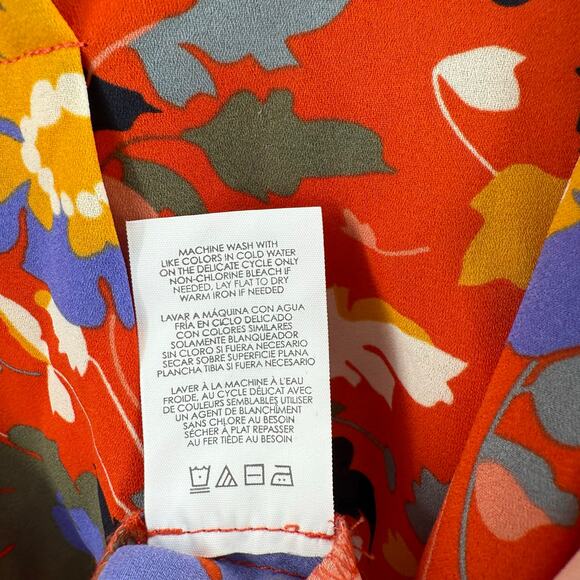 MACHINE WASH WITH
LIKE COLORS IN COLD WATER
ON THE DELICATE CYCLE ONLY
NON-CHLORINE BLEACH IF
NEEDED, LAY FLAT TO DRY
WARM IRON IF NEEDED
LAVAR A MÁQUINA CON AGUA
FRÍA EN CICLO DELICADO
CON COLORES SIMILARES
SOLAMENTE BLANQUEADOR
SIN CLORO SI FUERA NECESARIO
SECAR SOBRE SUPERFICIE PLANA
PLANCHA TIBIA SI FUERA NECESARIO
LAVER À LA MACHINE À L'EAU
FROIDE, AU CYCLE DÉLICAT AVEC
DE COULEURS SEMBLABLES UTILISER
UN AGENT DE BLANCHÎMENT
SANS CHLORE AU BESOIN
SÉCHER À PLAT REPASSER
AU FER TIÈDE AU BESOIN